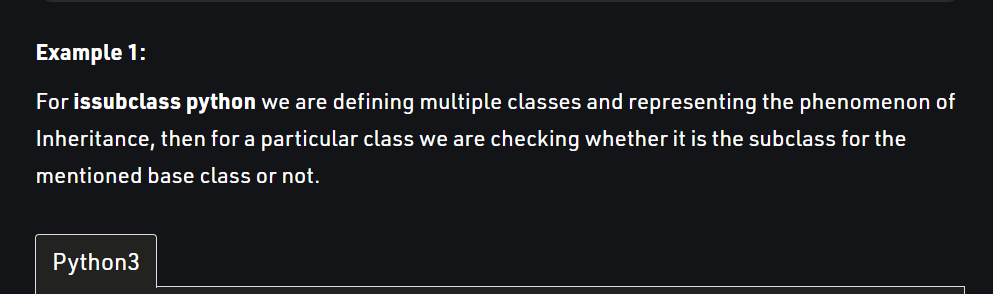 Example 1:
For issubclass python we are defining multiple classes and representing the phenomenon of
Inheritance, then for a particular class we are checking whether it is the subclass for the
mentioned base class or not.
Python3